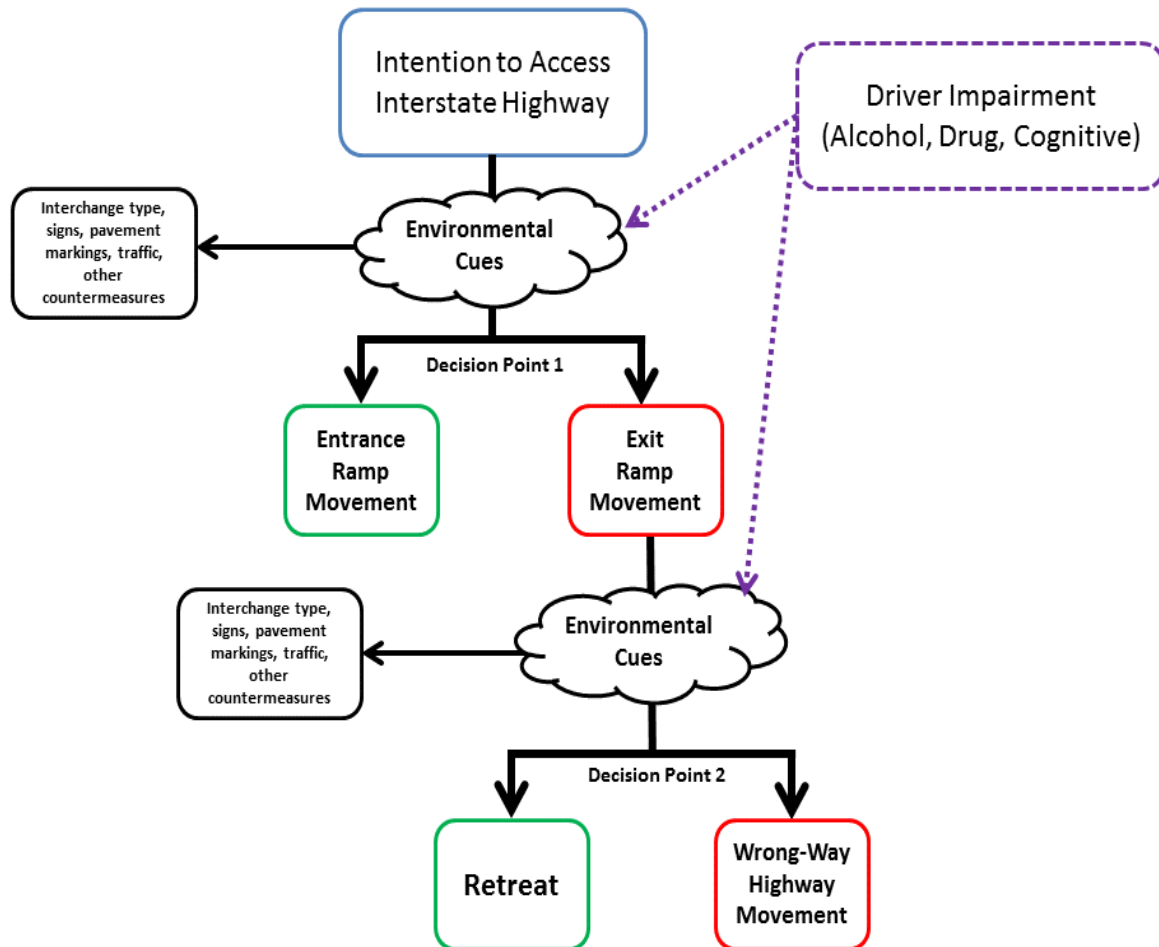 Intention to Access
Interstate Highway
Driver Impairment
(Alcohol, Drug, Cognitive)
Interchange type,
signs, pavement
markings, traffic,
other
countermeasures
Environmental
Cues
Decision Point 1
Entrance
Ramp
Movement
Exit
Ramp
Movement
Interchange type,
signs, pavement
markings, traffic,
other
countermeasures
Environmental
Cues
Decision Point 2
Retreat
Wrong-Way
Highway
Movement